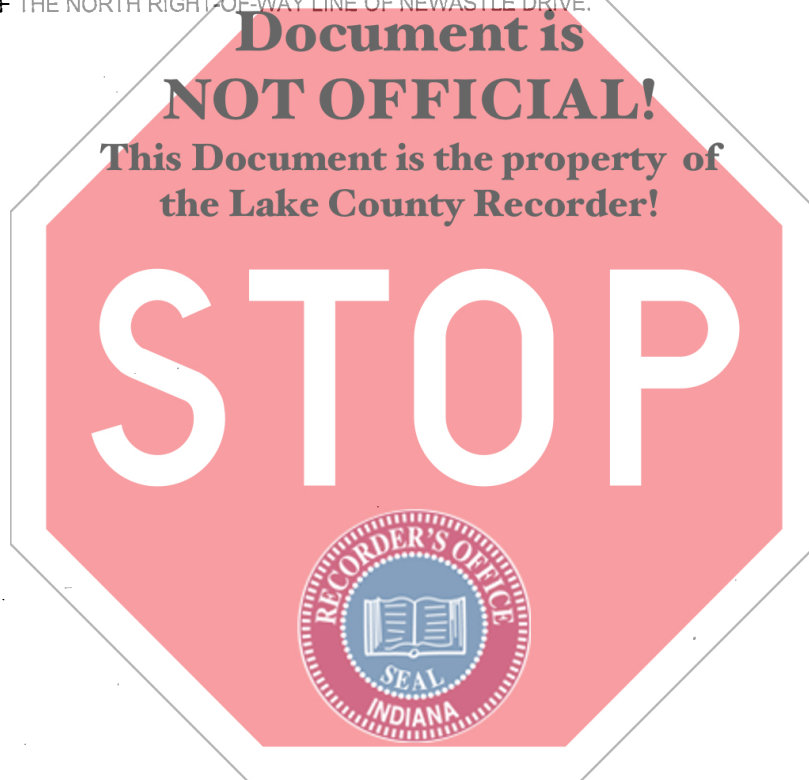 THE NORTH RIGHT-OF-WAY LINE OF NEWASTLE DRIVE.
Document is
NOT OFFICIAL!
This Document is the property of
the Lake County Recorder!
STOP
RECORDER'S OFFICE
SEAL
INDIANA